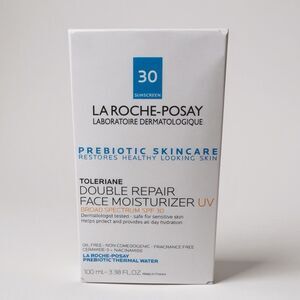 30
SUNSCREEN
LA ROCHE-POSAY
LABORATOIRE DERMATOLOGIQUE
PREBIOTIC SKINCARE
RESTORES HEALTHY LOOKING SKIN
TOLERIANE
DOUBLE REPAIR
FACE MOISTURIZER UV
BROAD SPECTRUM SPF 30
Dermatologist tested - safe for sensitive skin
Helps protect and provides all day hydration
OIL FREE - NON COMEDOGENIC - FRAGRANCE FREE
CERAMIDE-3 + NIACINAMIDE
LA ROCHE-POSAY
PREBIOTIC THERMAL WATER
100 mL - 3.38 FL.OZ.